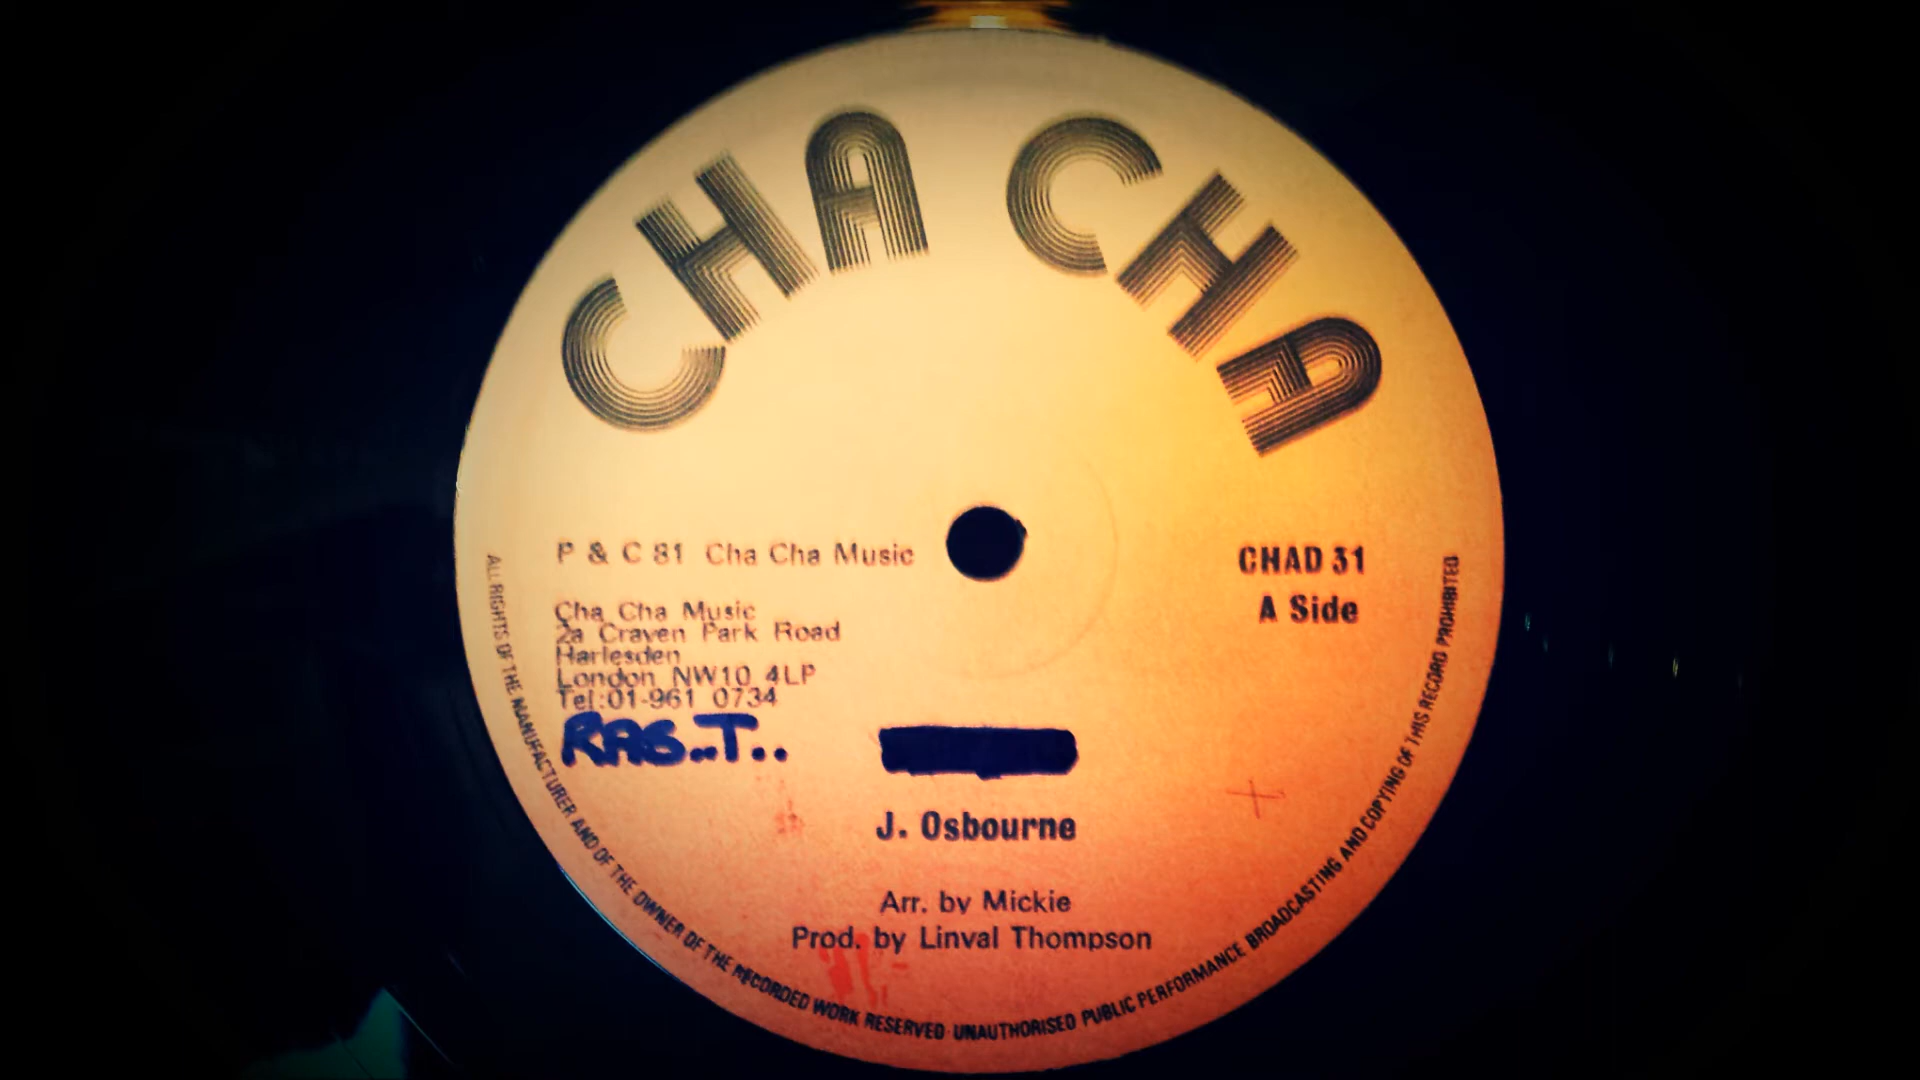 CHA CHA
P & C 81 Cha Cha Music
CHAD 31
A Side
Cha Cha Music
2a Craven Park Road
Harlesden
London NW10 4LP
Tel:01-961 0734
RAS..T..
J. Osbourne
Arr. by Mickie
Prod. by Linval Thompson
ALL RIGHTS OF THE MANUFACTURER AND OF THE OWNER OF THE RECORDED WORK RESERVED · UNAUTHORISED PUBLIC PERFORMANCE BROADCASTING AND COPYING OF THIS RECORD PROHIBITED